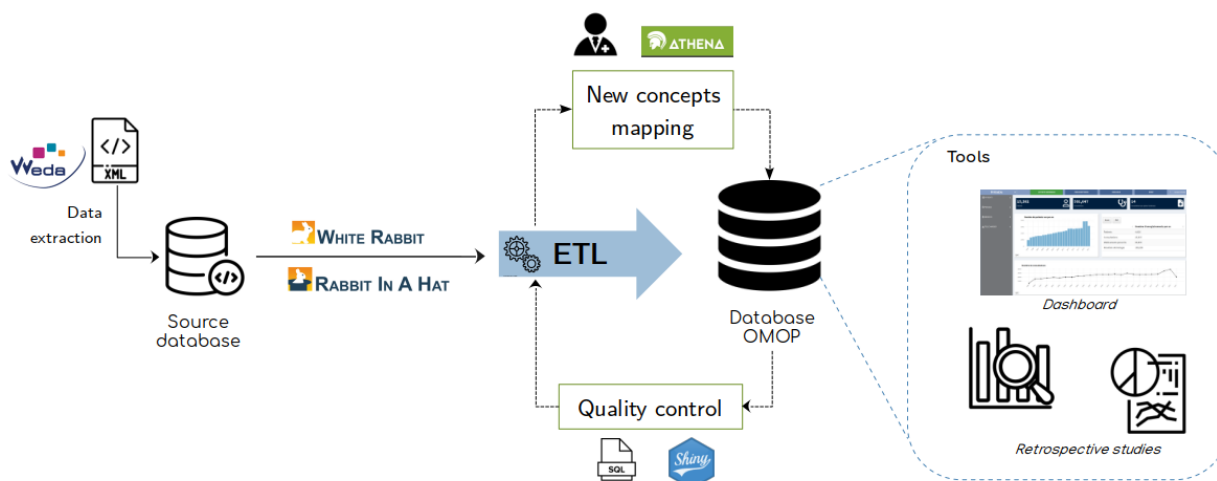 ATHENA
New concepts
mapping
Weda
</>
XML
Data
extraction
</>
Source
database
WHITE RABBIT
RABBIT IN A HAT
ETL
Database
OMOP
Quality control
SQL
Shiny
Tools
Dashboard
Retrospective studies